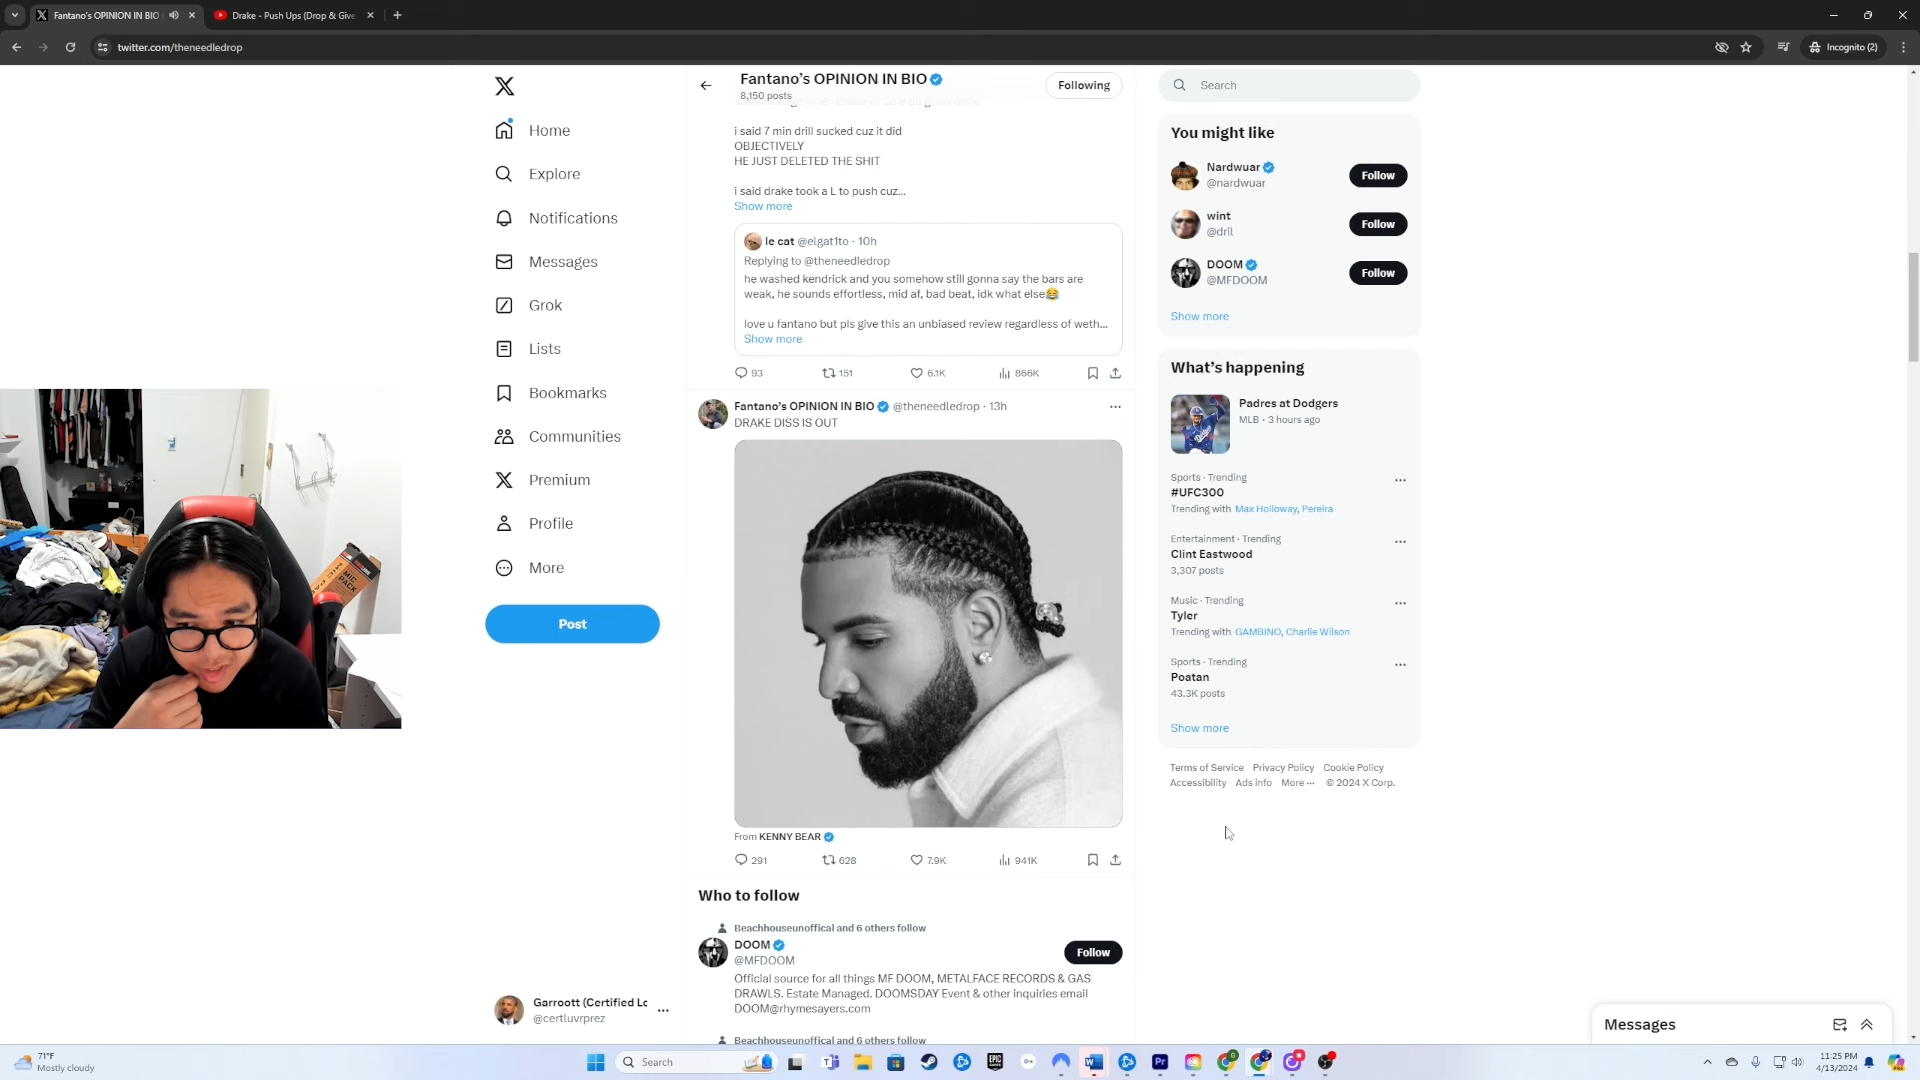 Fantano's OPINION IN BIO
Drake - Push Ups (Drop & Give
twitter.com/theneedledrop
Incognito (2)
Home
Explore
Notifications
Messages
Grok
Lists
Bookmarks
Communities
Premium
Profile
More
Post
Garroott (Certified Lc
@certluvrprez
Fantano's OPINION IN BIO
8,150 posts
Following
i said 7 min drill sucked cuz it did
OBJECTIVELY
HE JUST DELETED THE SHIT
i said drake took a L to push cuz...
Show more
le cat @elgat1to · 10h
Replying to @theneedledrop
he washed kendrick and you somehow still gonna say the bars are
weak, he sounds effortless, mid af, bad beat, idk what else😂
love u fantano but pls give this an unbiased review regardless of weth...
Show more
93 151 6.1K 866K
Fantano's OPINION IN BIO @theneedledrop · 13h
DRAKE DISS IS OUT
From KENNY BEAR
291 628 7.9K 941K
Who to follow
Beachhouseunoffical and 6 others follow
DOOM
@MFDOOM
Follow
Official source for all things MF DOOM, METALFACE RECORDS & GAS
DRAWLS. Estate Managed. DOOMSDAY Event & other inquiries email
DOOM@rhymesayers.com
Beachhouseunoffical and 6 others follow
Search
You might like
Nardwuar
@nardwuar
Follow
wint
@dril
Follow
DOOM
@MFDOOM
Follow
Show more
What's happening
Padres at Dodgers
MLB · 3 hours ago
Sports · Trending
#UFC300
Trending with Max Holloway, Pereira
Entertainment · Trending
Clint Eastwood
3,307 posts
Music · Trending
Tyler
Trending with GAMBINO, Charlie Wilson
Sports · Trending
Poatan
43.3K posts
Show more
Terms of Service Privacy Policy Cookie Policy
Accessibility Ads info More ··· © 2024 X Corp.
Messages
MIC
PACK
71°F
Mostly cloudy
Search
EPIC
GAMES
Pr
11:25 PM
4/13/2024